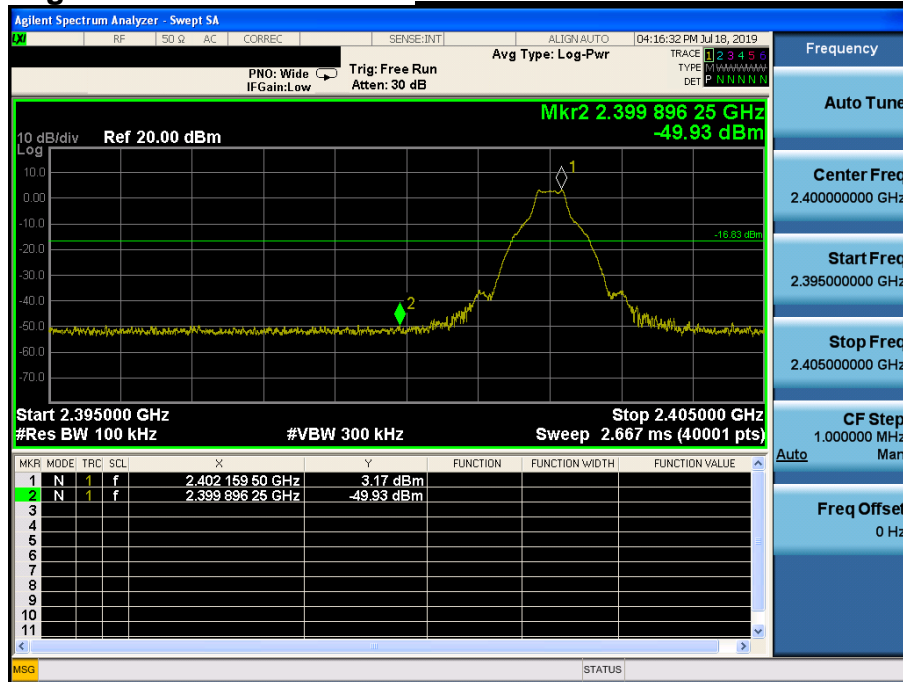 Agilent Spectrum Analyzer - Swept SA
LXI RF 50 Ω AC CORREC SENSE:INT ALIGN AUTO 04:16:32 PM Jul 18, 2019
Avg Type: Log-Pwr TRACE 1 2 3 4 5 6
PNO: Wide Trig: Free Run TYPE M W W W W W
IFGain:Low Atten: 30 dB DET P N N N N N
Mkr2 2.399 896 25 GHz
-49.93 dBm
10 dB/div Ref 20.00 dBm
Log
10.0
0.00
-10.0
-20.0
-30.0
-40.0
-50.0
-60.0
-70.0
1
-16.83 dBm
2
Start 2.395000 GHz Stop 2.405000 GHz
#Res BW 100 kHz #VBW 300 kHz Sweep 2.667 ms (40001 pts)
MKR MODE TRC SCL X Y FUNCTION FUNCTION WIDTH FUNCTION VALUE
1 N 1 f 2.402 159 50 GHz 3.17 dBm
2 N 1 f 2.399 896 25 GHz -49.93 dBm
3
4
5
6
7
8
9
10
11
MSG STATUS
Frequency
Auto Tune
Center Freq
2.400000000 GHz
Start Freq
2.395000000 GHz
Stop Freq
2.405000000 GHz
CF Step
1.000000 MHz
Auto Man
Freq Offset
0 Hz